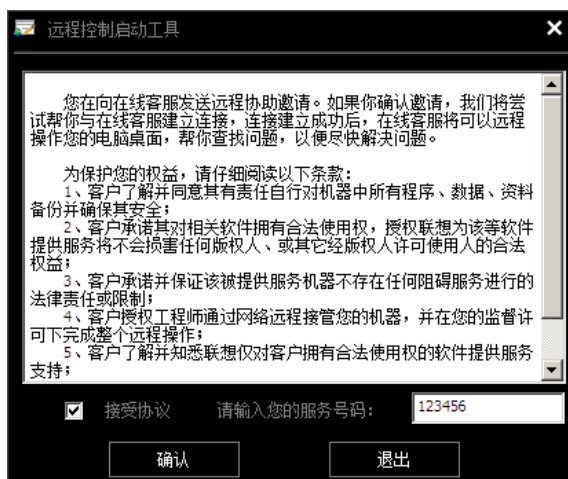 远程控制启动工具
您在向在线客服发送远程协助邀请。如果你确认邀请，我们将尝
试帮你与在线客服建立连接，连接建立成功后，在线客服将可以远程
操作您的电脑桌面，帮你查找问题，以便尽快解决问题。
为保护您的权益，请仔细阅读以下条款：
1、客户了解并同意其有责任自行对机器中所有程序、数据、资料
备份并确保其安全；
2、客户承诺其对相关软件拥有合法使用权，授权联想为该等软件
提供服务将不会损害任何版权人、或其它经版权人许可使用人的合法
权益；
3、客户承诺并保证该被提供服务机器不存在任何阻碍服务进行的
法律责任或限制；
4、客户授权工程师通过网络远程接管您的机器，并在您的监督许
可下完成整个远程操作；
5、客户了解并知悉联想仅对客户拥有合法使用权的软件提供服务
支持；
接受协议 请输入您的服务号码： 123456
确认 退出